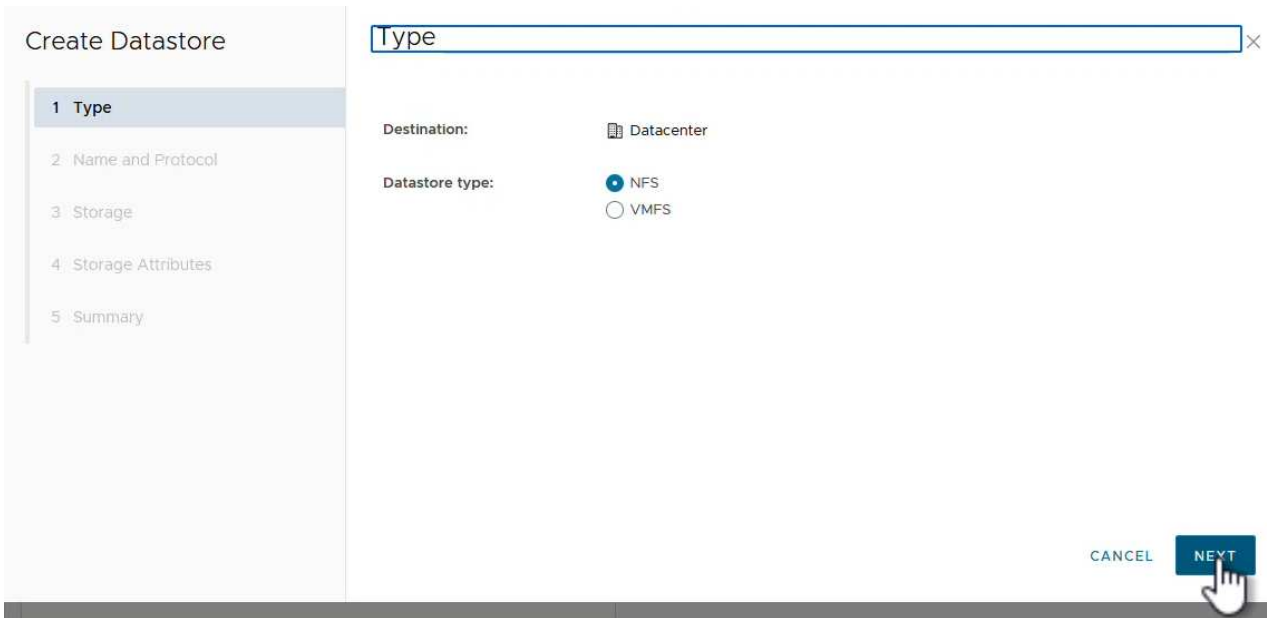 Create Datastore
1 Type
2 Name and Protocol
3 Storage
4 Storage Attributes
5 Summary
Type
Destination: Datacenter
Datastore type: NFS
VMFS
CANCEL NEXT